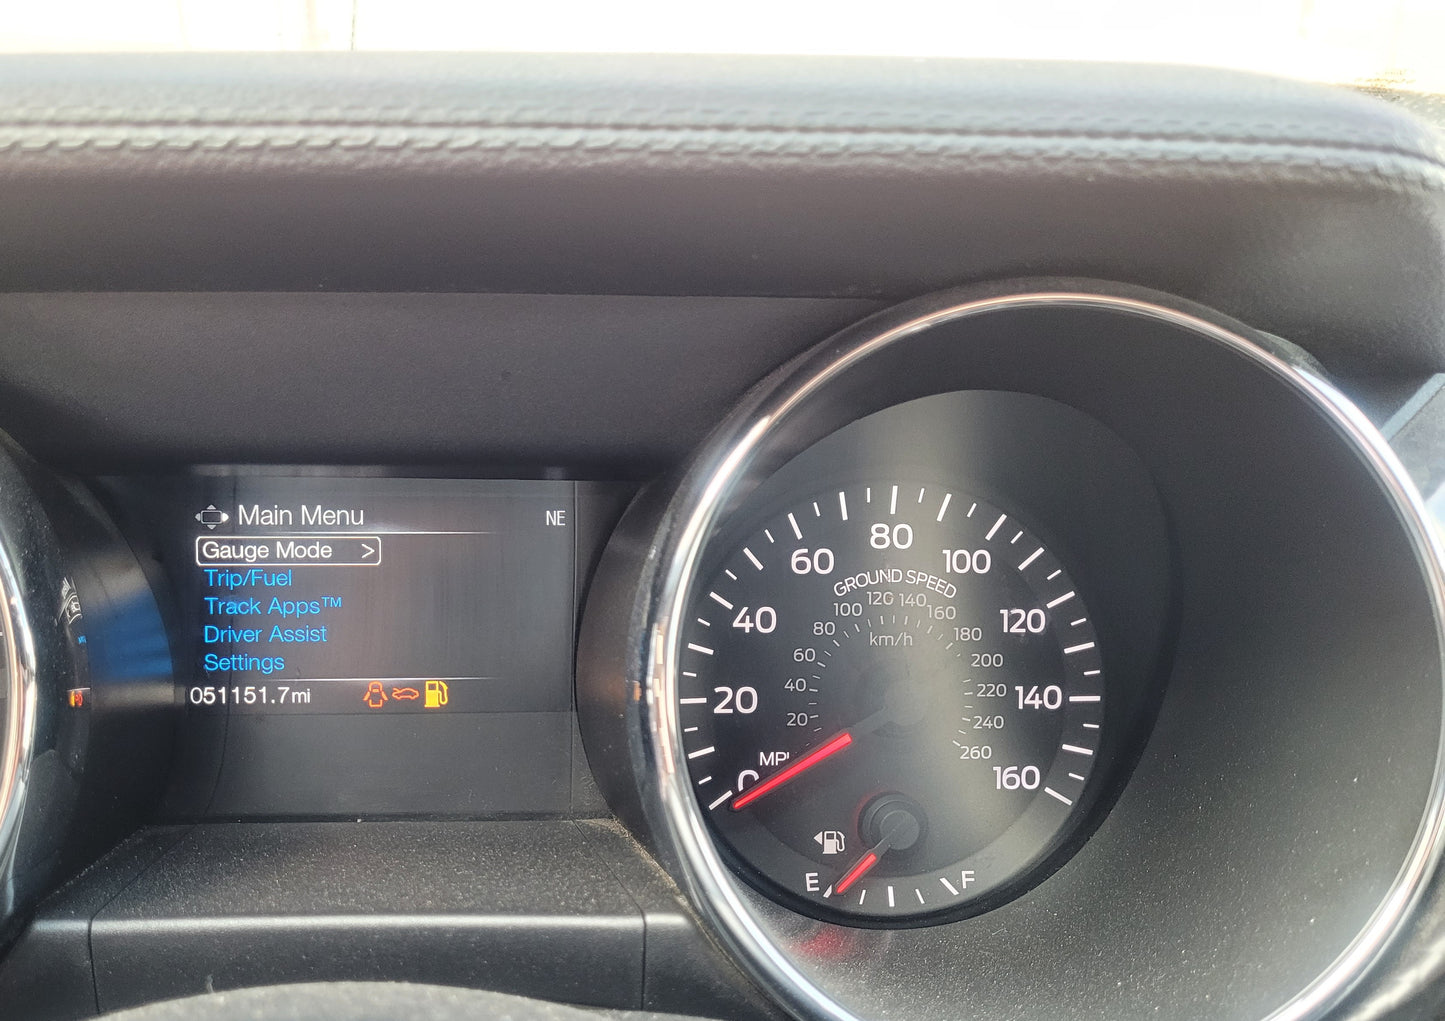 Main Menu
NE
Gauge Mode >
Trip/Fuel
Track Apps™
Driver Assist
Settings
051151.7mi
0 20 40 60 80 100 120 140 160
GROUND SPEED
20 40 60 80 100 120 140 160 180 200 220 240 260
km/h
E F